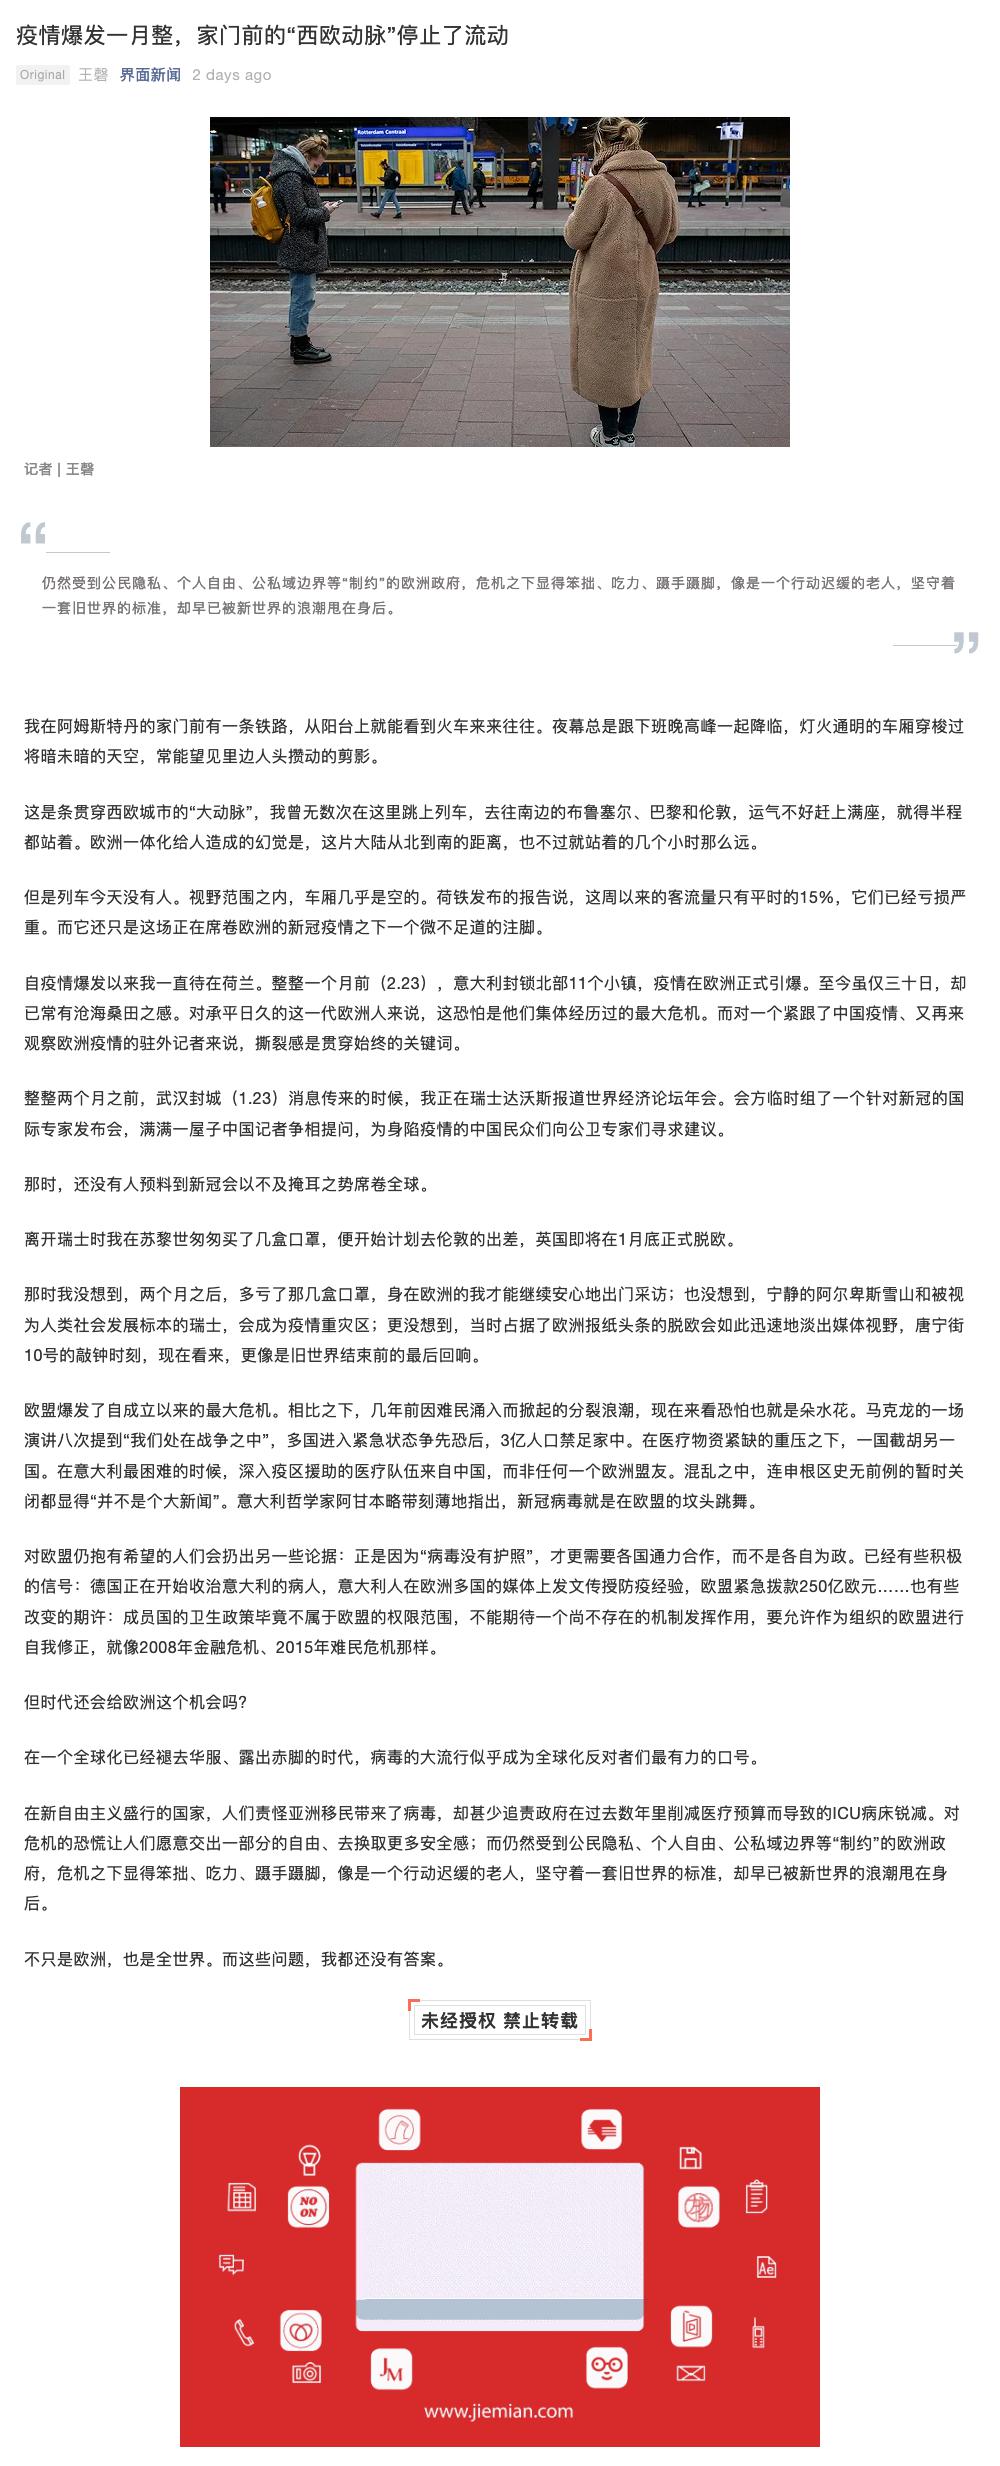 疫情爆发一月整，家门前的“西欧动脉”停止了流动
Original 王磬 界面新闻 2 days ago
Rotterdam Centraal
记者 | 王磬
仍然受到公民隐私、个人自由、公私域边界等“制约”的欧洲政府，危机之下显得笨拙、吃力、蹑手蹑脚，像是一个行动迟缓的老人，坚守着
一套旧世界的标准，却早已被新世界的浪潮甩在身后。
我在阿姆斯特丹的家门前有一条铁路，从阳台上就能看到火车来来往往。夜幕总是跟下班晚高峰一起降临，灯火通明的车厢穿梭过
将暗未暗的天空，常能望见里边人头攒动的剪影。
这是条贯穿西欧城市的“大动脉”，我曾无数次在这里跳上列车，去往南边的布鲁塞尔、巴黎和伦敦，运气不好赶上满座，就得半程
都站着。欧洲一体化给人造成的幻觉是，这片大陆从北到南的距离，也不过就站着的几个小时那么远。
但是列车今天没有人。视野范围之内，车厢几乎是空的。荷铁发布的报告说，这周以来的客流量只有平时的15%，它们已经亏损严
重。而它还只是这场正在席卷欧洲的新冠疫情之下一个微不足道的注脚。
自疫情爆发以来我一直待在荷兰。整整一个月前（2.23），意大利封锁北部11个小镇，疫情在欧洲正式引爆。至今虽仅三十日，却
已常有沧海桑田之感。对承平日久的这一代欧洲人来说，这恐怕是他们集体经历过的最大危机。而对一个紧跟了中国疫情、又再来
观察欧洲疫情的驻外记者来说，撕裂感是贯穿始终的关键词。
整整两个月之前，武汉封城（1.23）消息传来的时候，我正在瑞士达沃斯报道世界经济论坛年会。会方临时组了一个针对新冠的国
际专家发布会，满满一屋子中国记者争相提问，为身陷疫情的中国民众们向公卫专家们寻求建议。
那时，还没有人预料到新冠会以不及掩耳之势席卷全球。
离开瑞士时我在苏黎世匆匆买了几盒口罩，便开始计划去伦敦的出差，英国即将在1月底正式脱欧。
那时我没想到，两个月之后，多亏了那几盒口罩，身在欧洲的我才能继续安心地出门采访；也没想到，宁静的阿尔卑斯雪山和被视
为人类社会发展标本的瑞士，会成为疫情重灾区；更没想到，当时占据了欧洲报纸头条的脱欧会如此迅速地淡出媒体视野，唐宁街
10号的敲钟时刻，现在看来，更像是旧世界结束前的最后回响。
欧盟爆发了自成立以来的最大危机。相比之下，几年前因难民涌入而掀起的分裂浪潮，现在来看恐怕也就是朵水花。马克龙的一场
演讲八次提到“我们处在战争之中”，多国进入紧急状态争先恐后，3亿人口禁足家中。在医疗物资紧缺的重压之下，一国截胡另一
国。在意大利最困难的时候，深入疫区援助的医疗队伍来自中国，而非任何一个欧洲盟友。混乱之中，连申根区史无前例的暂时关
闭都显得“并不是个大新闻”。意大利哲学家阿甘本略带刻薄地指出，新冠病毒就是在欧盟的坟头跳舞。
对欧盟仍抱有希望的人们会扔出另一些论据：正是因为“病毒没有护照”，才更需要各国通力合作，而不是各自为政。已经有些积极
的信号：德国正在开始收治意大利的病人，意大利人在欧洲多国的媒体上发文传授防疫经验，欧盟紧急拨款250亿欧元……也有些
改变的期许：成员国的卫生政策毕竟不属于欧盟的权限范围，不能期待一个尚不存在的机制发挥作用，要允许作为组织的欧盟进行
自我修正，就像2008年金融危机、2015年难民危机那样。
但时代还会给欧洲这个机会吗?
在一个全球化已经褪去华服、露出赤脚的时代，病毒的大流行似乎成为全球化反对者们最有力的口号。
在新自由主义盛行的国家，人们责怪亚洲移民带来了病毒，却甚少追责政府在过去数年里削减医疗预算而导致的ICU病床锐减。对
危机的恐慌让人们愿意交出一部分的自由、去换取更多安全感；而仍然受到公民隐私、个人自由、公私域边界等“制约”的欧洲政
府，危机之下显得笨拙、吃力、蹑手蹑脚，像是一个行动迟缓的老人，坚守着一套旧世界的标准，却早已被新世界的浪潮甩在身
后。
不只是欧洲，也是全世界。而这些问题，我都还没有答案。
未经授权 禁止转载
NO
ON
物
Ae
JM
www.jiemian.com